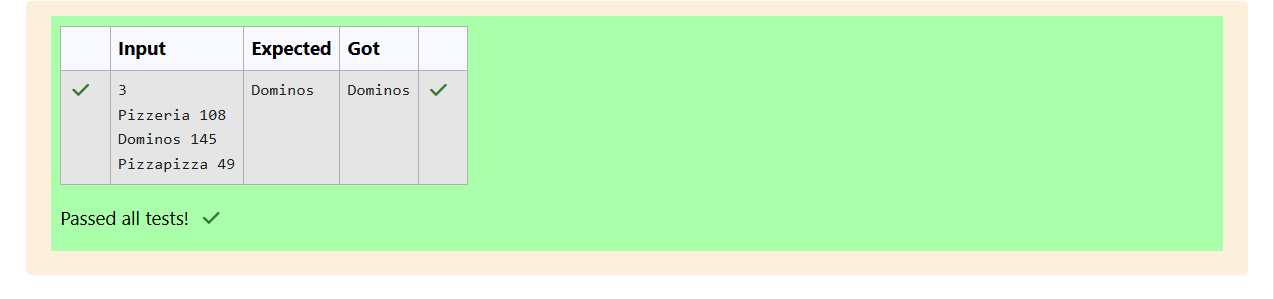 Input Expected Got
3 Dominos Dominos
Pizzeria 108
Dominos 145
Pizzapizza 49
Passed all tests!